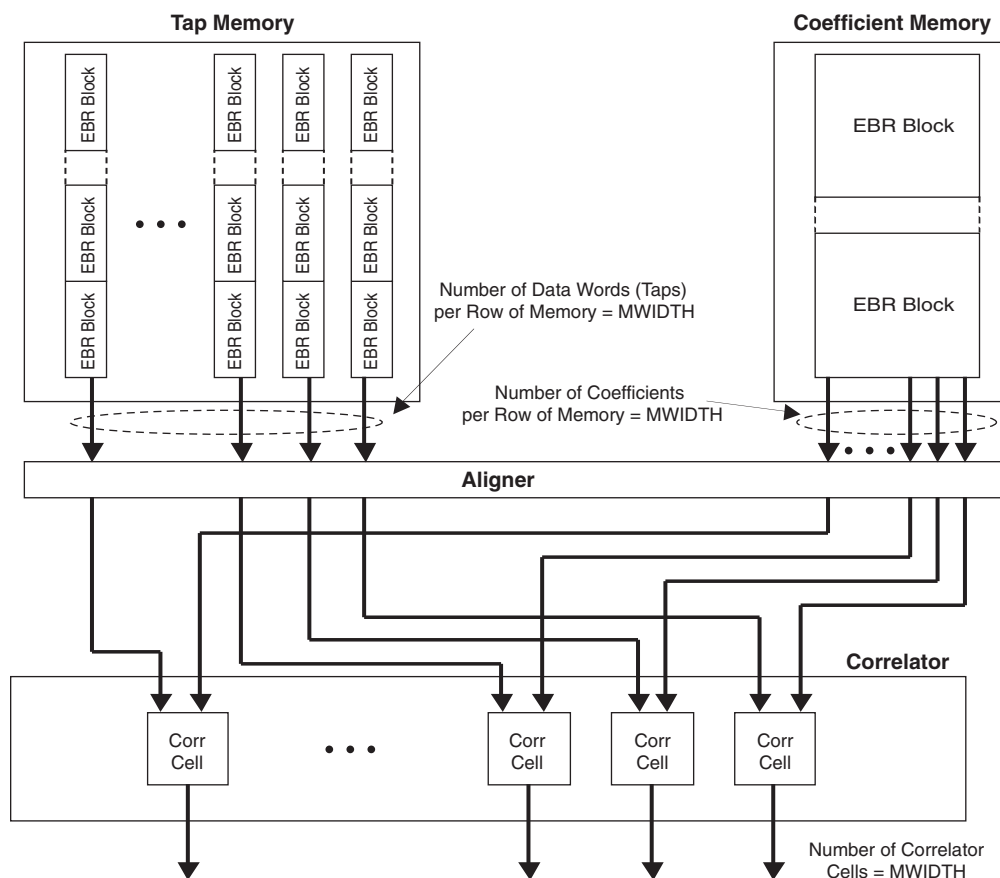 Tap Memory
Coefficient Memory
EBR Block
EBR Block
EBR Block
EBR Block
EBR Block
EBR Block
EBR Block
EBR Block
EBR Block
EBR Block
EBR Block
EBR Block
EBR Block
EBR Block
Number of Data Words (Taps)
per Row of Memory = MWIDTH
Number of Coefficients
per Row of Memory = MWIDTH
Aligner
Correlator
Corr
Cell
Corr
Cell
Corr
Cell
Corr
Cell
Number of Correlator
Cells = MWIDTH